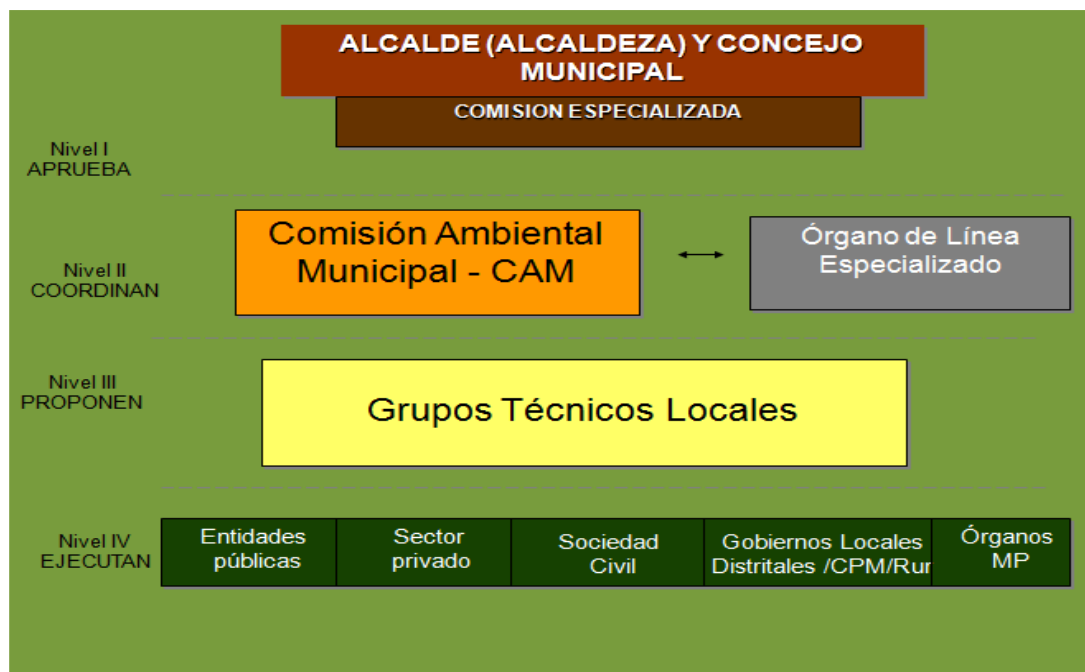 ALCALDE (ALCALDEZA) Y CONCEJO
MUNICIPAL
COMISION ESPECIALIZADA
Nivel I
APRUEBA
Comisión Ambiental
Municipal - CAM
Órgano de Línea
Especializado
Nivel II
COORDINAN
Nivel III
PROPONEN
Grupos Técnicos Locales
Nivel IV
EJECUTAN
Entidades
públicas
Sector
privado
Sociedad
Civil
Gobiernos Locales
Distritales /CPM/Rur
Órganos
MP